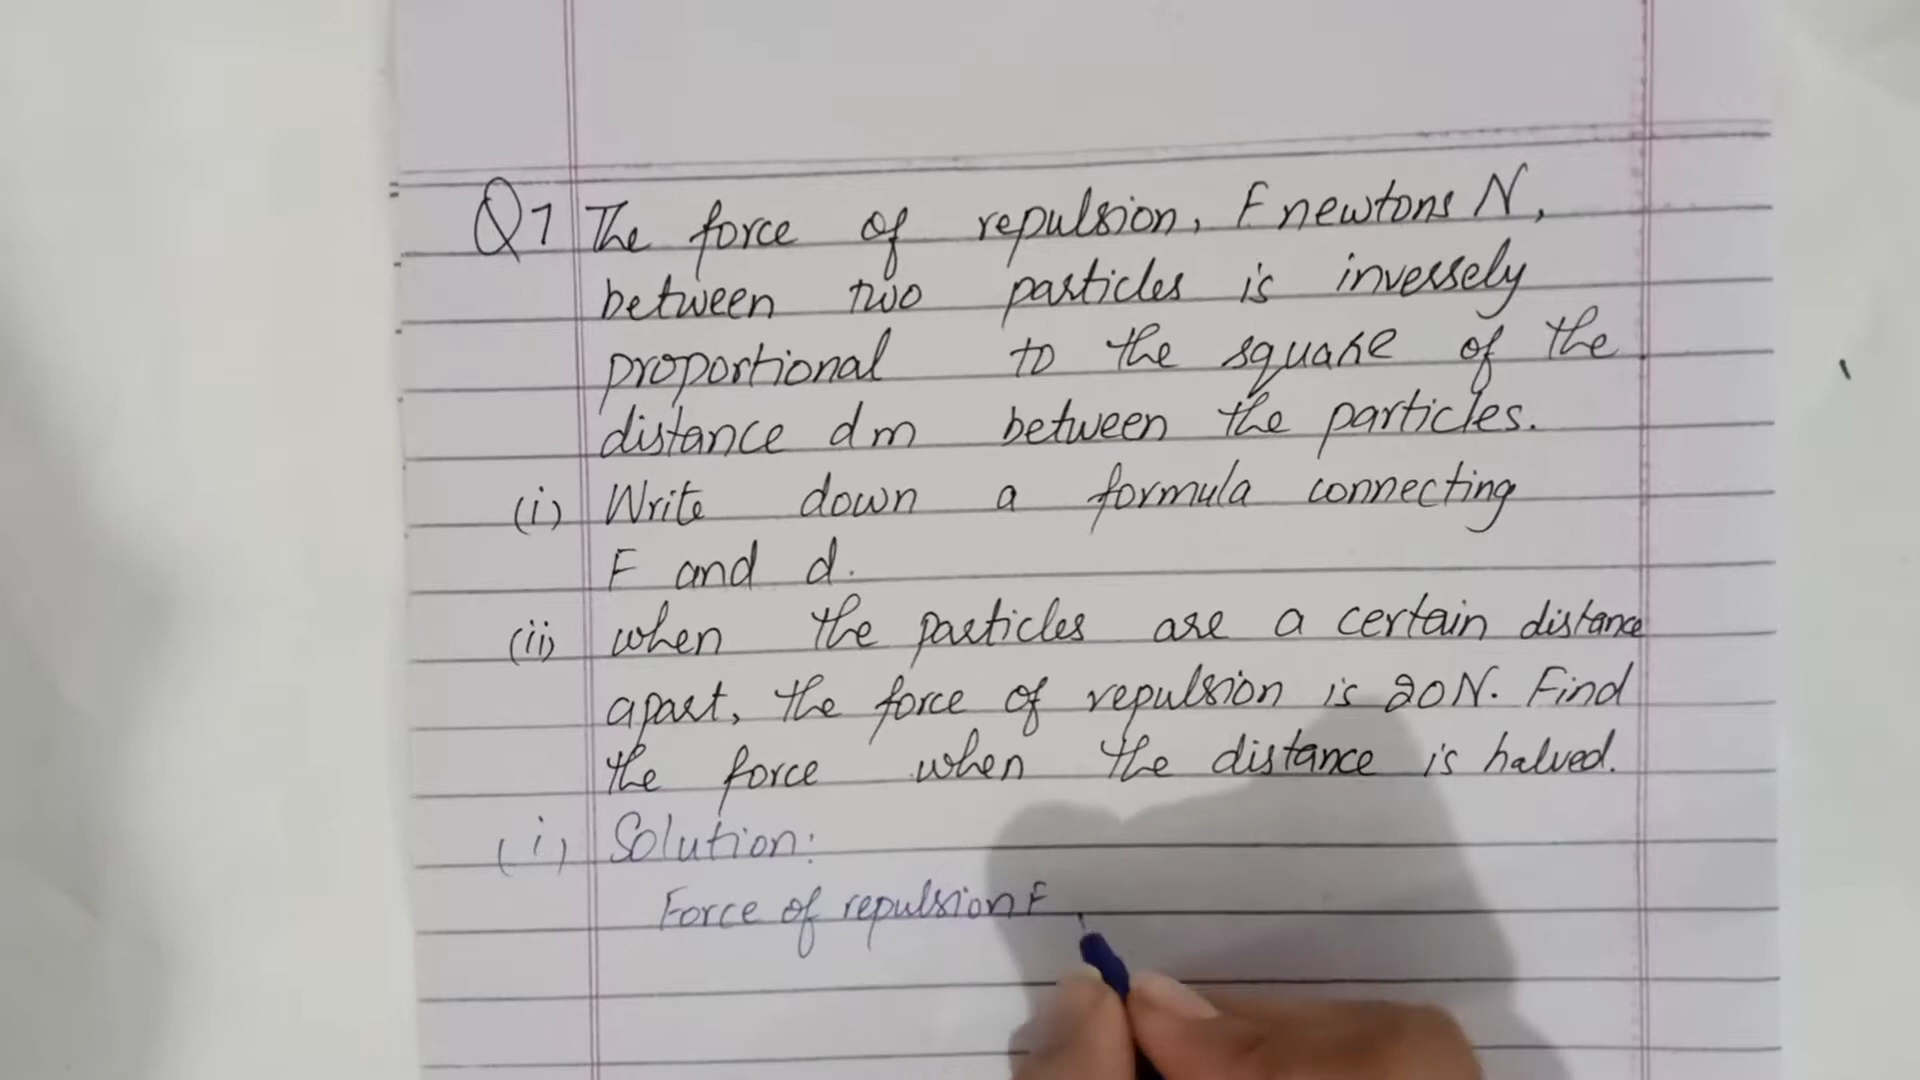 Q7 The force of repulsion, F newtons N,
between two particles is inversely
proportional to the square of the
distance dm between the particles.
(i) Write down a formula connecting
F and d.
(ii) when the particles are a certain distance
apart, the force of repulsion is 20N. Find
the force when the distance is halved.
(i) Solution:
Force of repulsion F